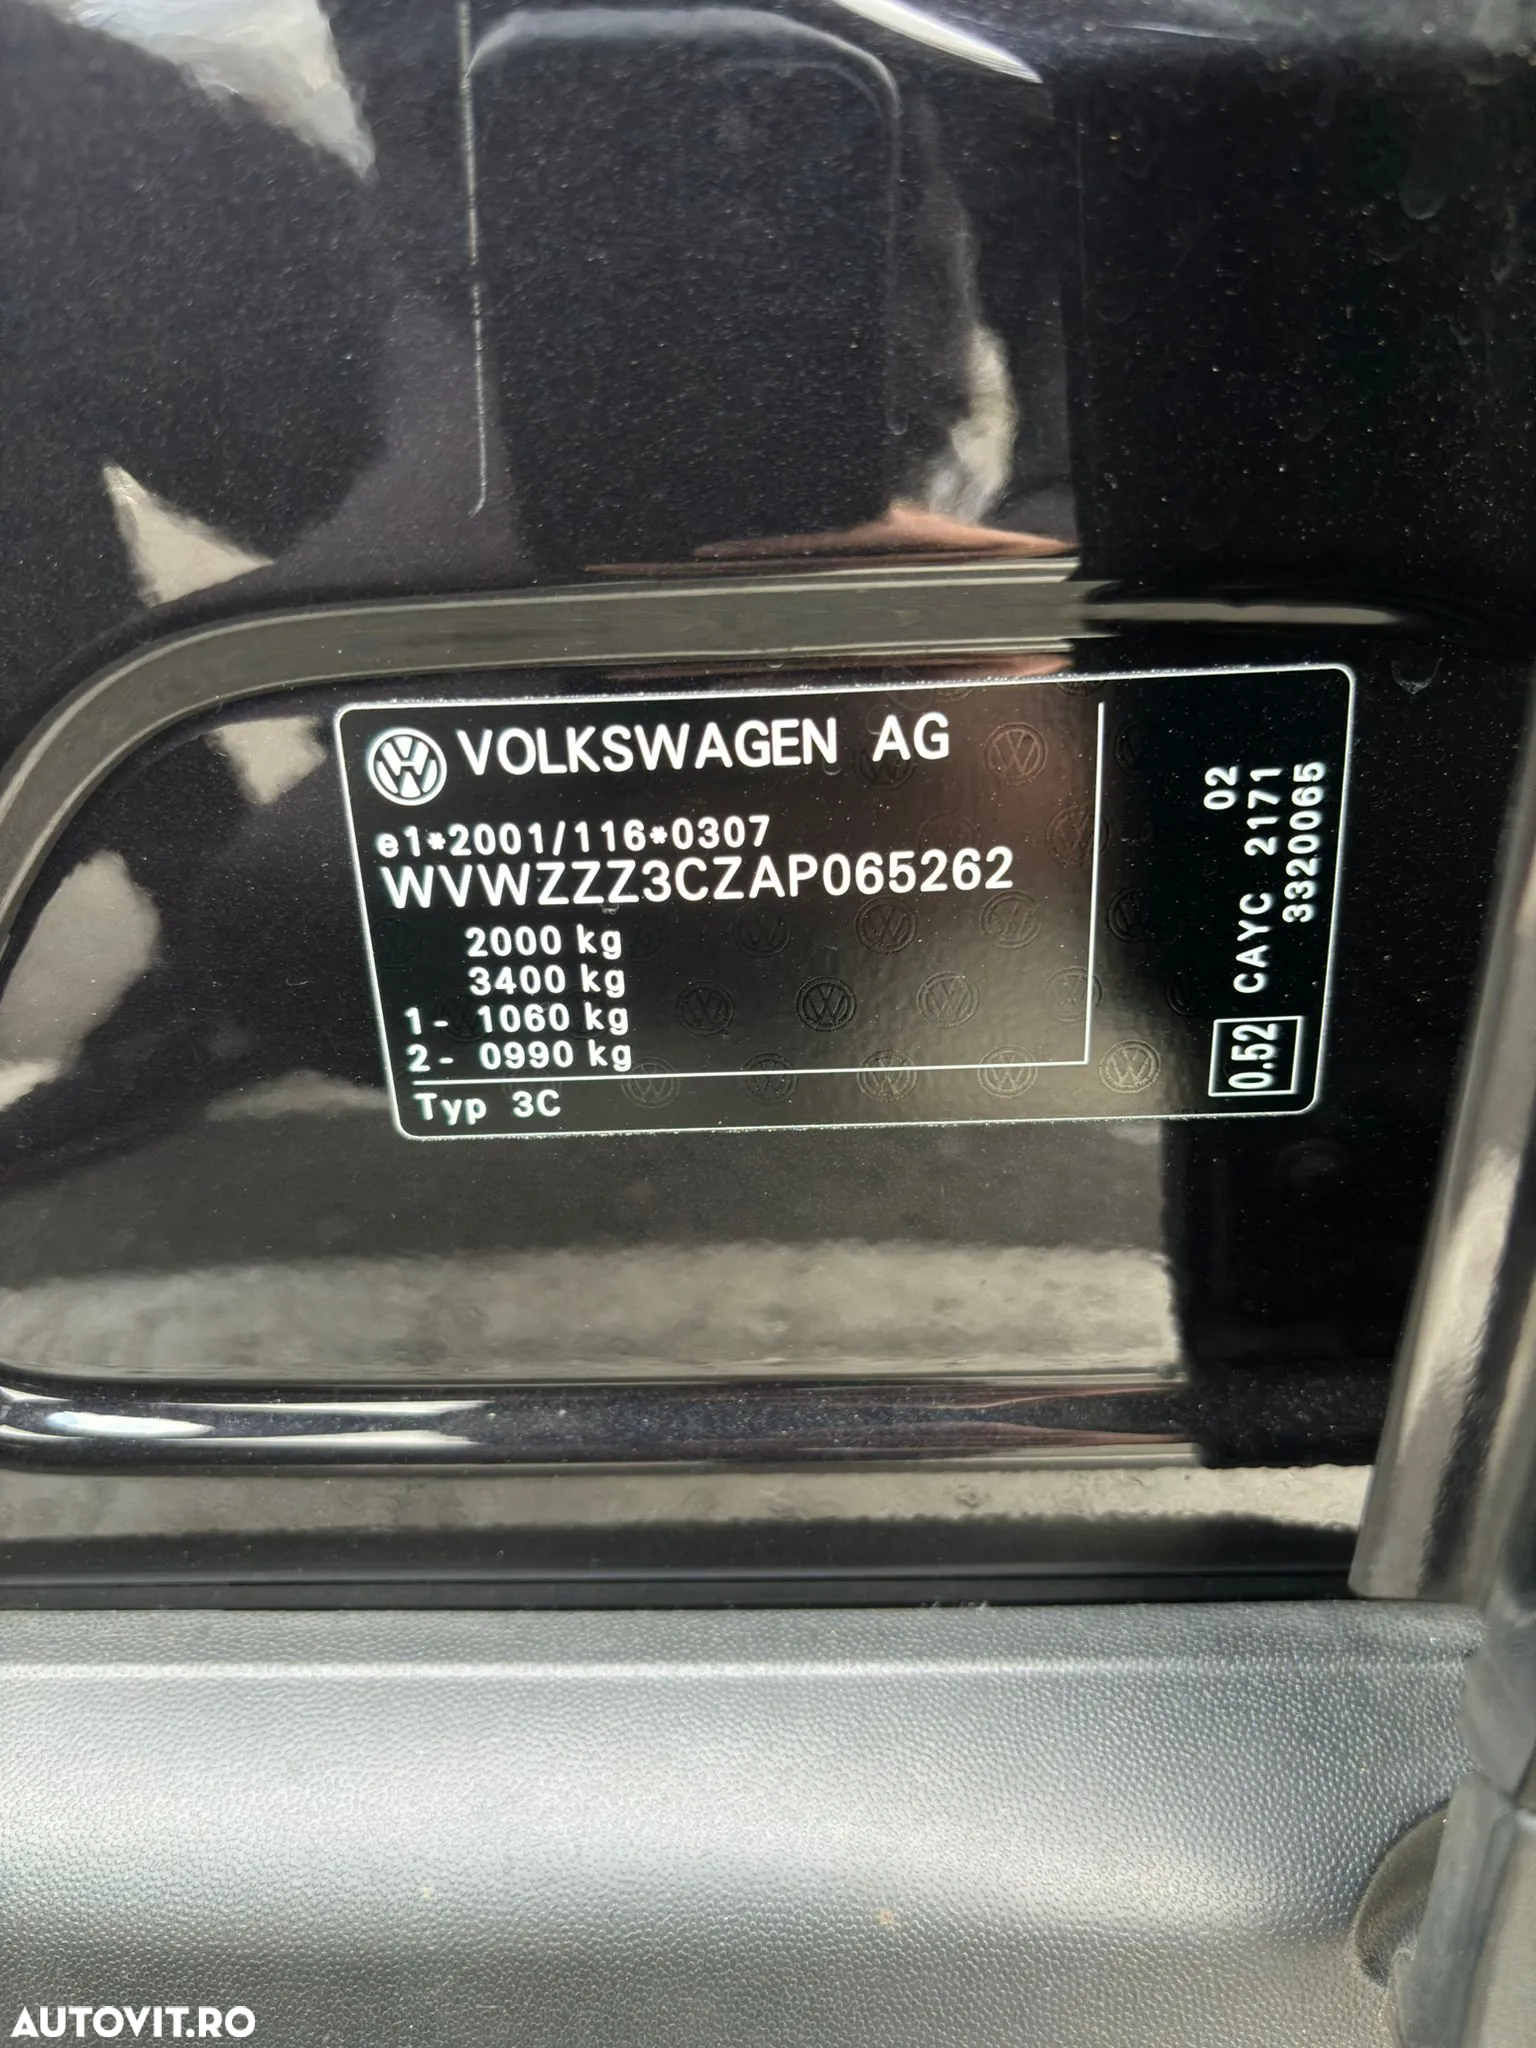 VOLKSWAGEN AG
e1*2001/116*0307
WVWZZZ3CZAP065262
2000 kg
3400 kg
1- 1060 kg
2- 0990 kg
Typ 3C
02
0.52 CAYC 2171
3320065
AUTOVIT.RO